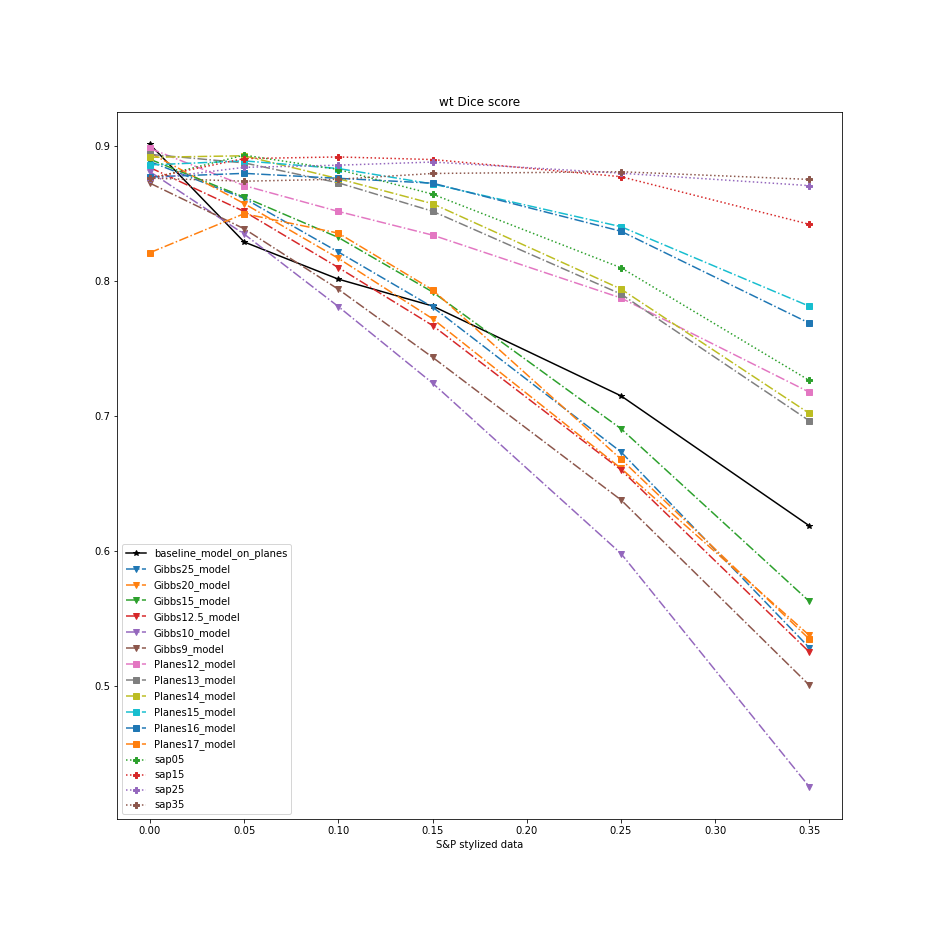 wt Dice score
0.9
0.8
0.7
0.6
0.5
baseline_model_on_planes
Gibbs25_model
Gibbs20_model
Gibbs15_model
Gibbs12.5_model
Gibbs10_model
Gibbs9_model
Planes12_model
Planes13_model
Planes14_model
Planes15_model
Planes16_model
Planes17_model
sap05
sap15
sap25
sap35
0.00 0.05 0.10 0.15 0.20 0.25 0.30 0.35
S&P stylized data